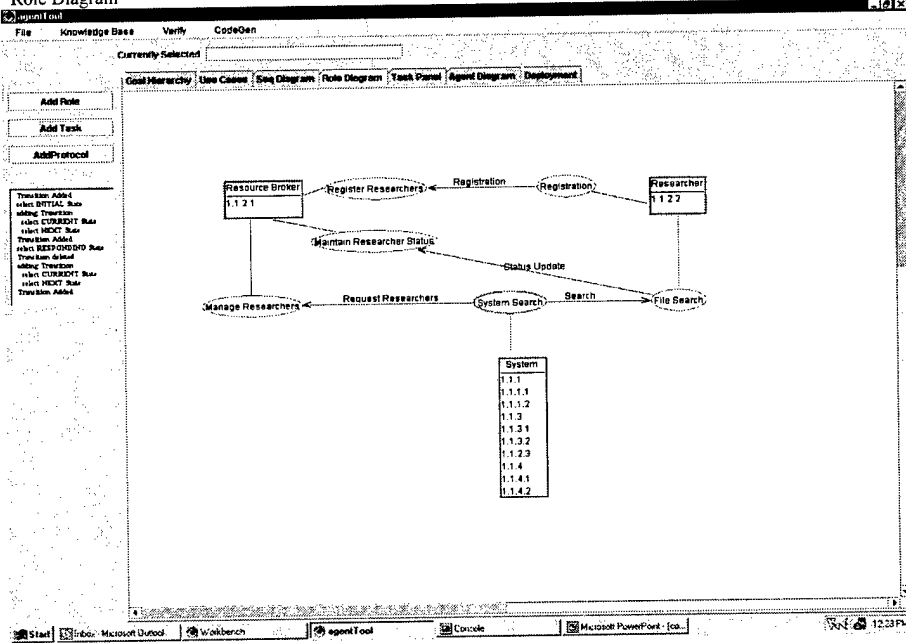 Role Diagram
agentTool
File Knowledge Base Verify CodeGen
Currently Selected
Goal Hierarchy Use Cases Seq Diagram Role Diagram Task Panel Agent Diagram Deployment
Add Role
Add Task
AddProtocol
Transition Added
select INITIAL State
adding Transition
select CURRENT State
select NEXT State
Transition Added
select RESPONDIND State
Transition deleted
adding Transition
select CURRENT State
select NEXT State
Transition Added
Resource Broker
1.1.2.1
Register Researchers
Registration
Registration
Researcher
1.1.2.2
Maintain Researcher Status
Status Update
Manage Researchers
Request Researchers
System Search
Search
File Search
System
1.1.1
1.1.1.1
1.1.1.2
1.1.3
1.1.3.1
1.1.3.2
1.1.2.3
1.1.4
1.1.4.1
1.1.4.2
Start Inbox - Microsoft Outlook Workbench agentTool Console Microsoft PowerPoint - [co... 12:23 PM